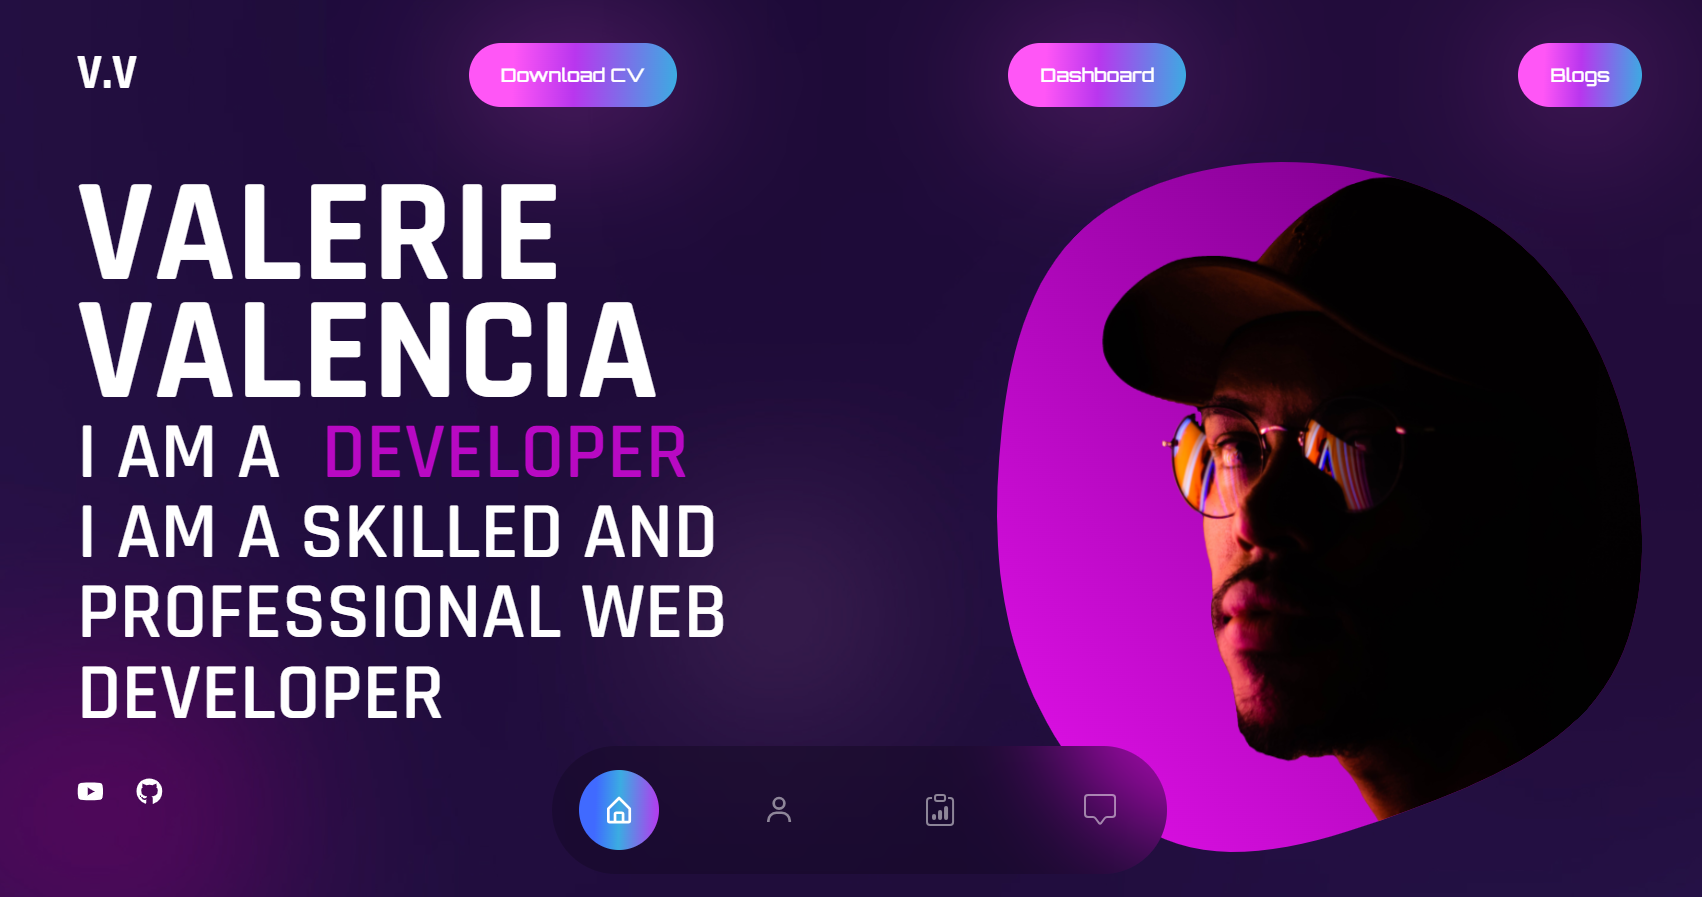 V.V
Download CV
Dashboard
Blogs
VALERIE
VALENCIA
I AM A DEVELOPER
I AM A SKILLED AND
PROFESSIONAL WEB
DEVELOPER